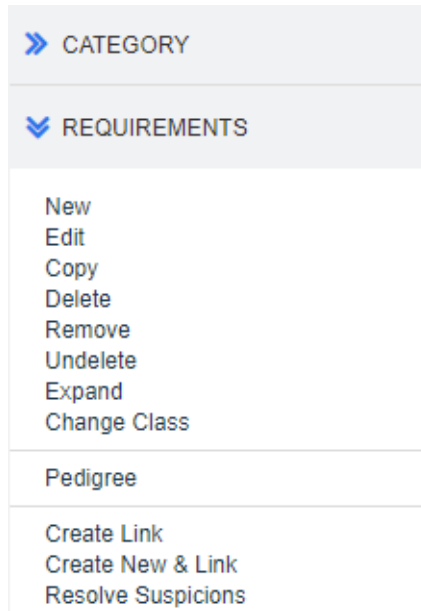 CATEGORY
REQUIREMENTS
New
Edit
Copy
Delete
Remove
Undelete
Expand
Change Class
Pedigree
Create Link
Create New & Link
Resolve Suspicions